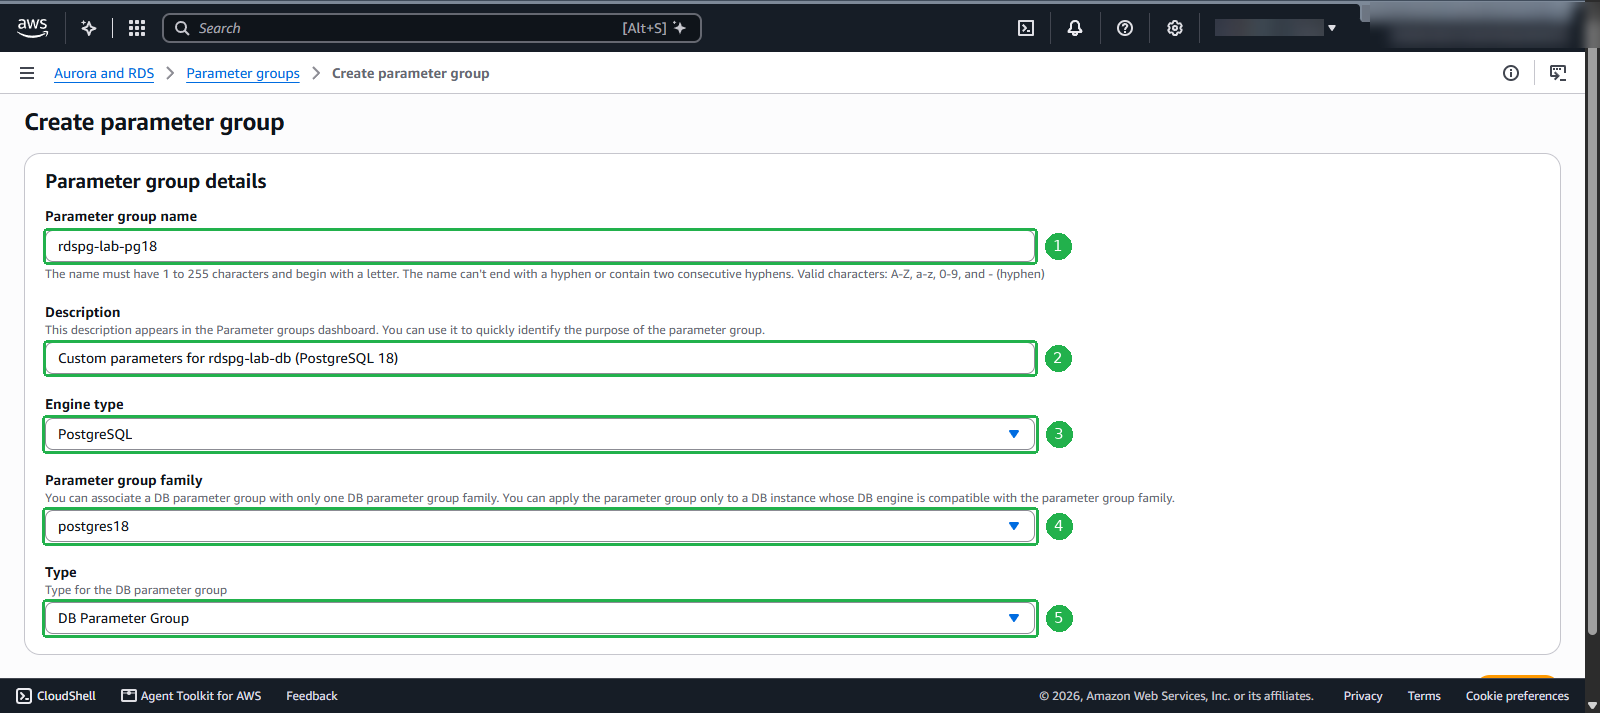 aws
Search [Alt+S]
Aurora and RDS > Parameter groups > Create parameter group
Create parameter group
Parameter group details
Parameter group name
rdspg-lab-pg18 1
The name must have 1 to 255 characters and begin with a letter. The name can't end with a hyphen or contain two consecutive hyphens. Valid characters: A-Z, a-z, 0-9, and - (hyphen)
Description
This description appears in the Parameter groups dashboard. You can use it to quickly identify the purpose of the parameter group.
Custom parameters for rdspg-lab-db (PostgreSQL 18) 2
Engine type
PostgreSQL 3
Parameter group family
You can associate a DB parameter group with only one DB parameter group family. You can apply the parameter group only to a DB instance whose DB engine is compatible with the parameter group family.
postgres18 4
Type
Type for the DB parameter group
DB Parameter Group 5
CloudShell Agent Toolkit for AWS Feedback © 2026, Amazon Web Services, Inc. or its affiliates. Privacy Terms Cookie preferences